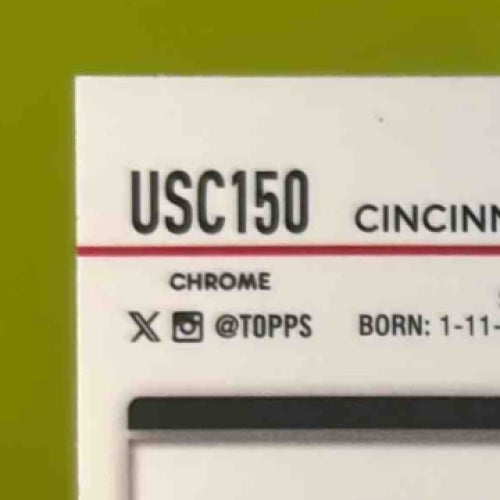 USC150 CINCINN
CHROME
X @TOPPS BORN: 1-11-